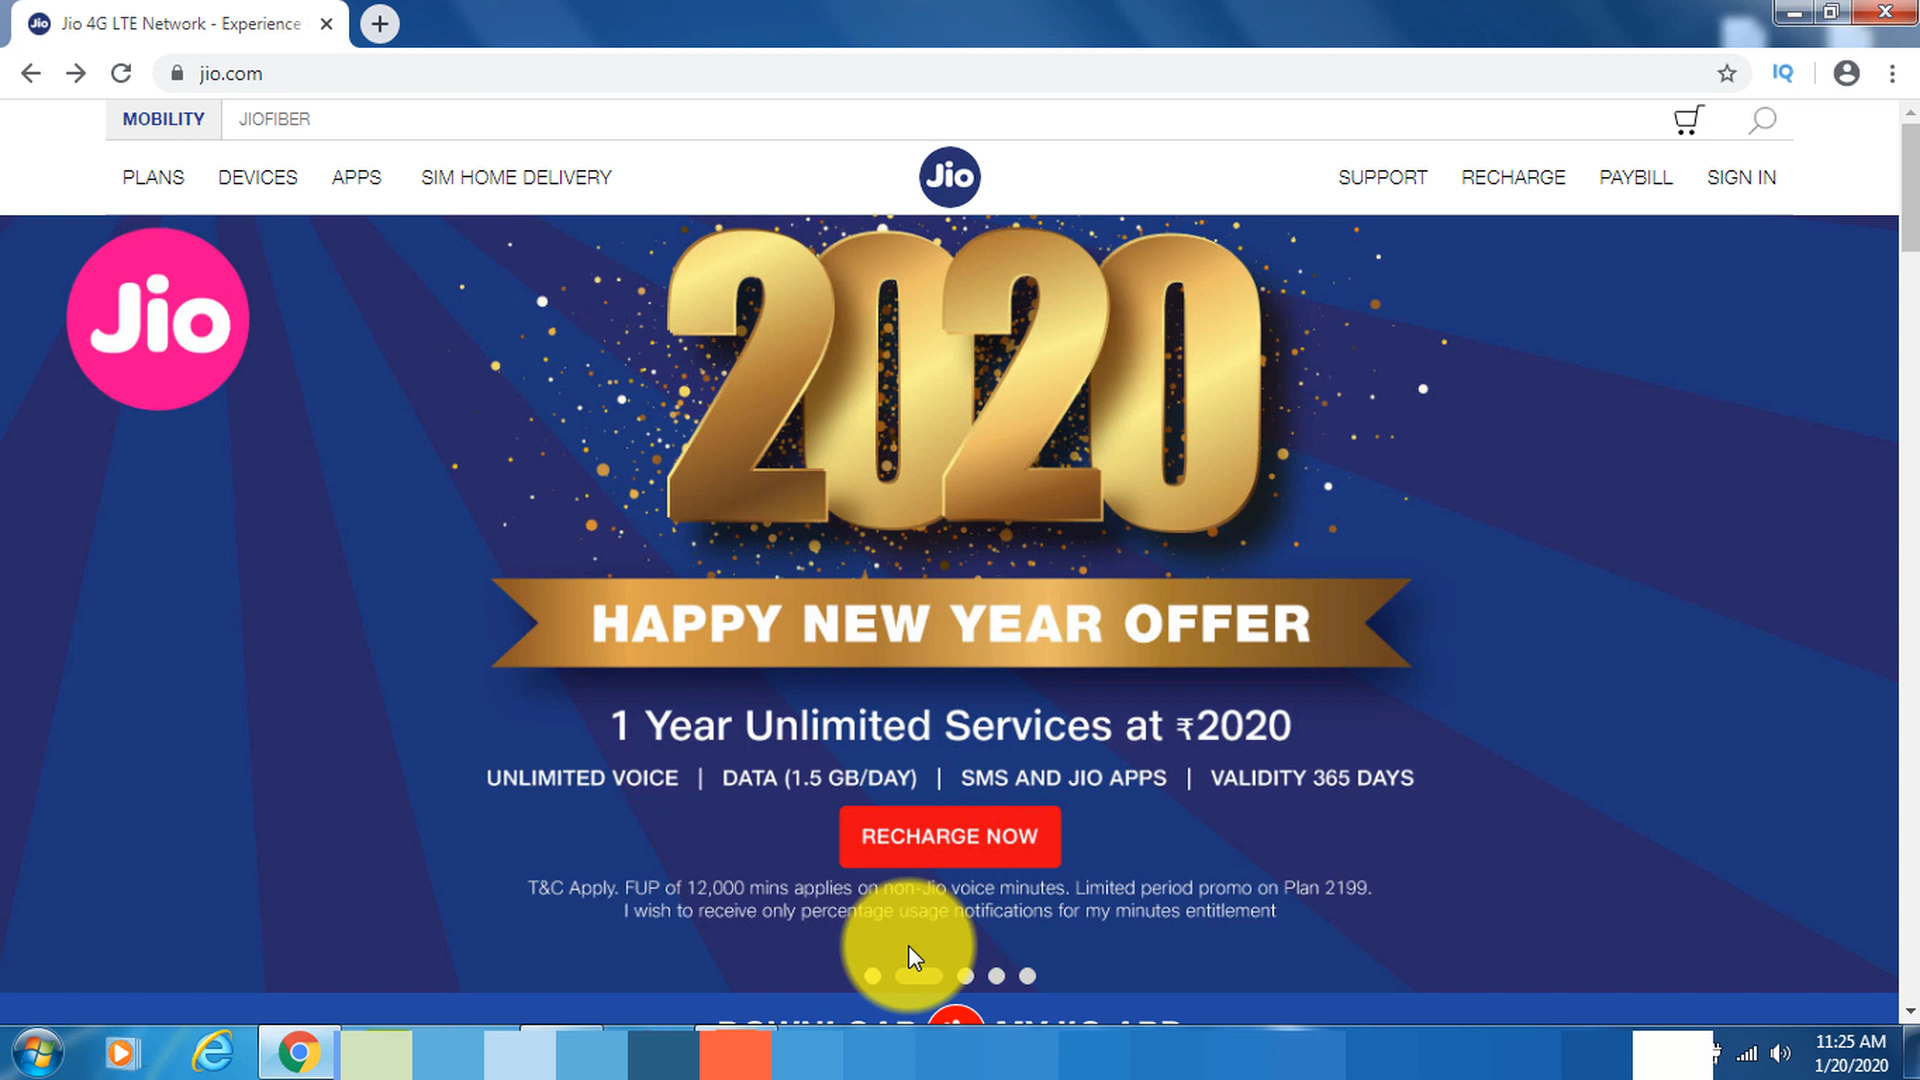 Jio
Jio 4G LTE Network - Experience
jio.com
IQ
MOBILITY
JIOFIBER
PLANS
DEVICES
APPS
SIM HOME DELIVERY
Jio
SUPPORT
RECHARGE
PAYBILL
SIGN IN
Jio
2020
HAPPY NEW YEAR OFFER
1 Year Unlimited Services at ₹2020
UNLIMITED VOICE | DATA (1.5 GB/DAY) | SMS AND JIO APPS | VALIDITY 365 DAYS
RECHARGE NOW
T&C Apply. FUP of 12,000 mins applies on non-Jio voice minutes. Limited period promo on Plan 2199.
I wish to receive only percentage usage notifications for my minutes entitlement
11:25 AM
1/20/2020